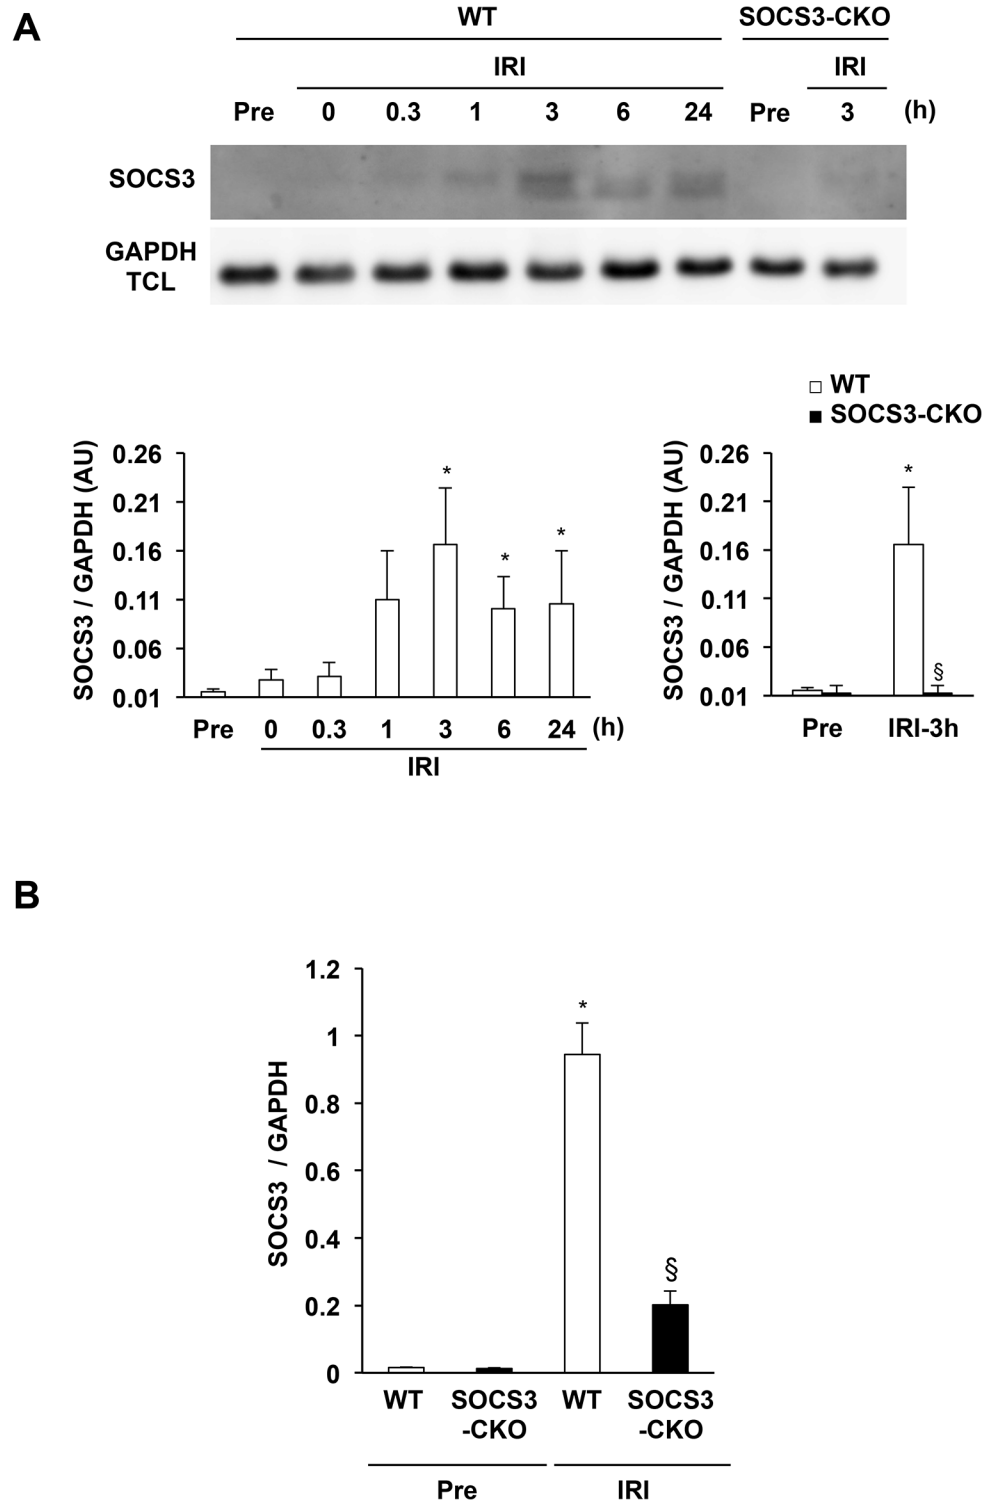 A
WT SOCS3-CKO
IRI IRI
Pre 0 0.3 1 3 6 24 Pre 3 (h)
SOCS3
GAPDH
TCL
□ WT
■ SOCS3-CKO
SOCS3 / GAPDH (AU)
0.26
0.21
0.16
0.11
0.06
0.01
* * *
Pre 0 0.3 1 3 6 24 (h)
IRI
SOCS3 / GAPDH (AU)
0.26
0.21
0.16
0.11
0.06
0.01
*
§
Pre IRI-3h
B
SOCS3 / GAPDH
1.2
1
0.8
0.6
0.4
0.2
0
*
§
WT SOCS3 WT SOCS3
-CKO -CKO
Pre IRI